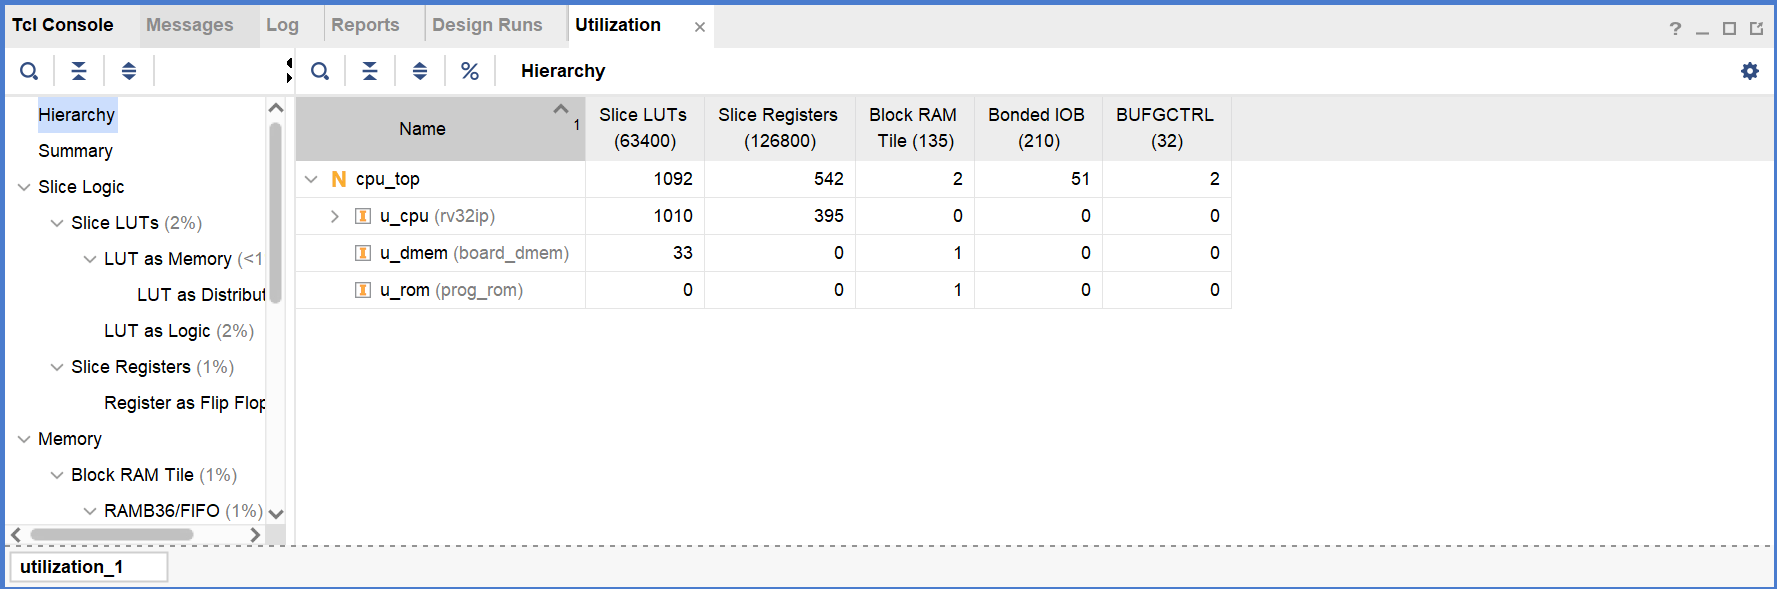 Tcl Console Messages Log Reports Design Runs Utilization × ?
% Hierarchy
Hierarchy
Summary
Slice Logic
Slice LUTs (2%)
LUT as Memory (<1
LUT as Distribut
LUT as Logic (2%)
Slice Registers (1%)
Register as Flip Flop
Memory
Block RAM Tile (1%)
RAMB36/FIFO (1%)
Name 1 Slice LUTs (63400) Slice Registers (126800) Block RAM Tile (135) Bonded IOB (210) BUFGCTRL (32)
N cpu_top 1092 542 2 51 2
I u_cpu (rv32ip) 1010 395 0 0 0
I u_dmem (board_dmem) 33 0 1 0 0
I u_rom (prog_rom) 0 0 1 0 0
utilization_1